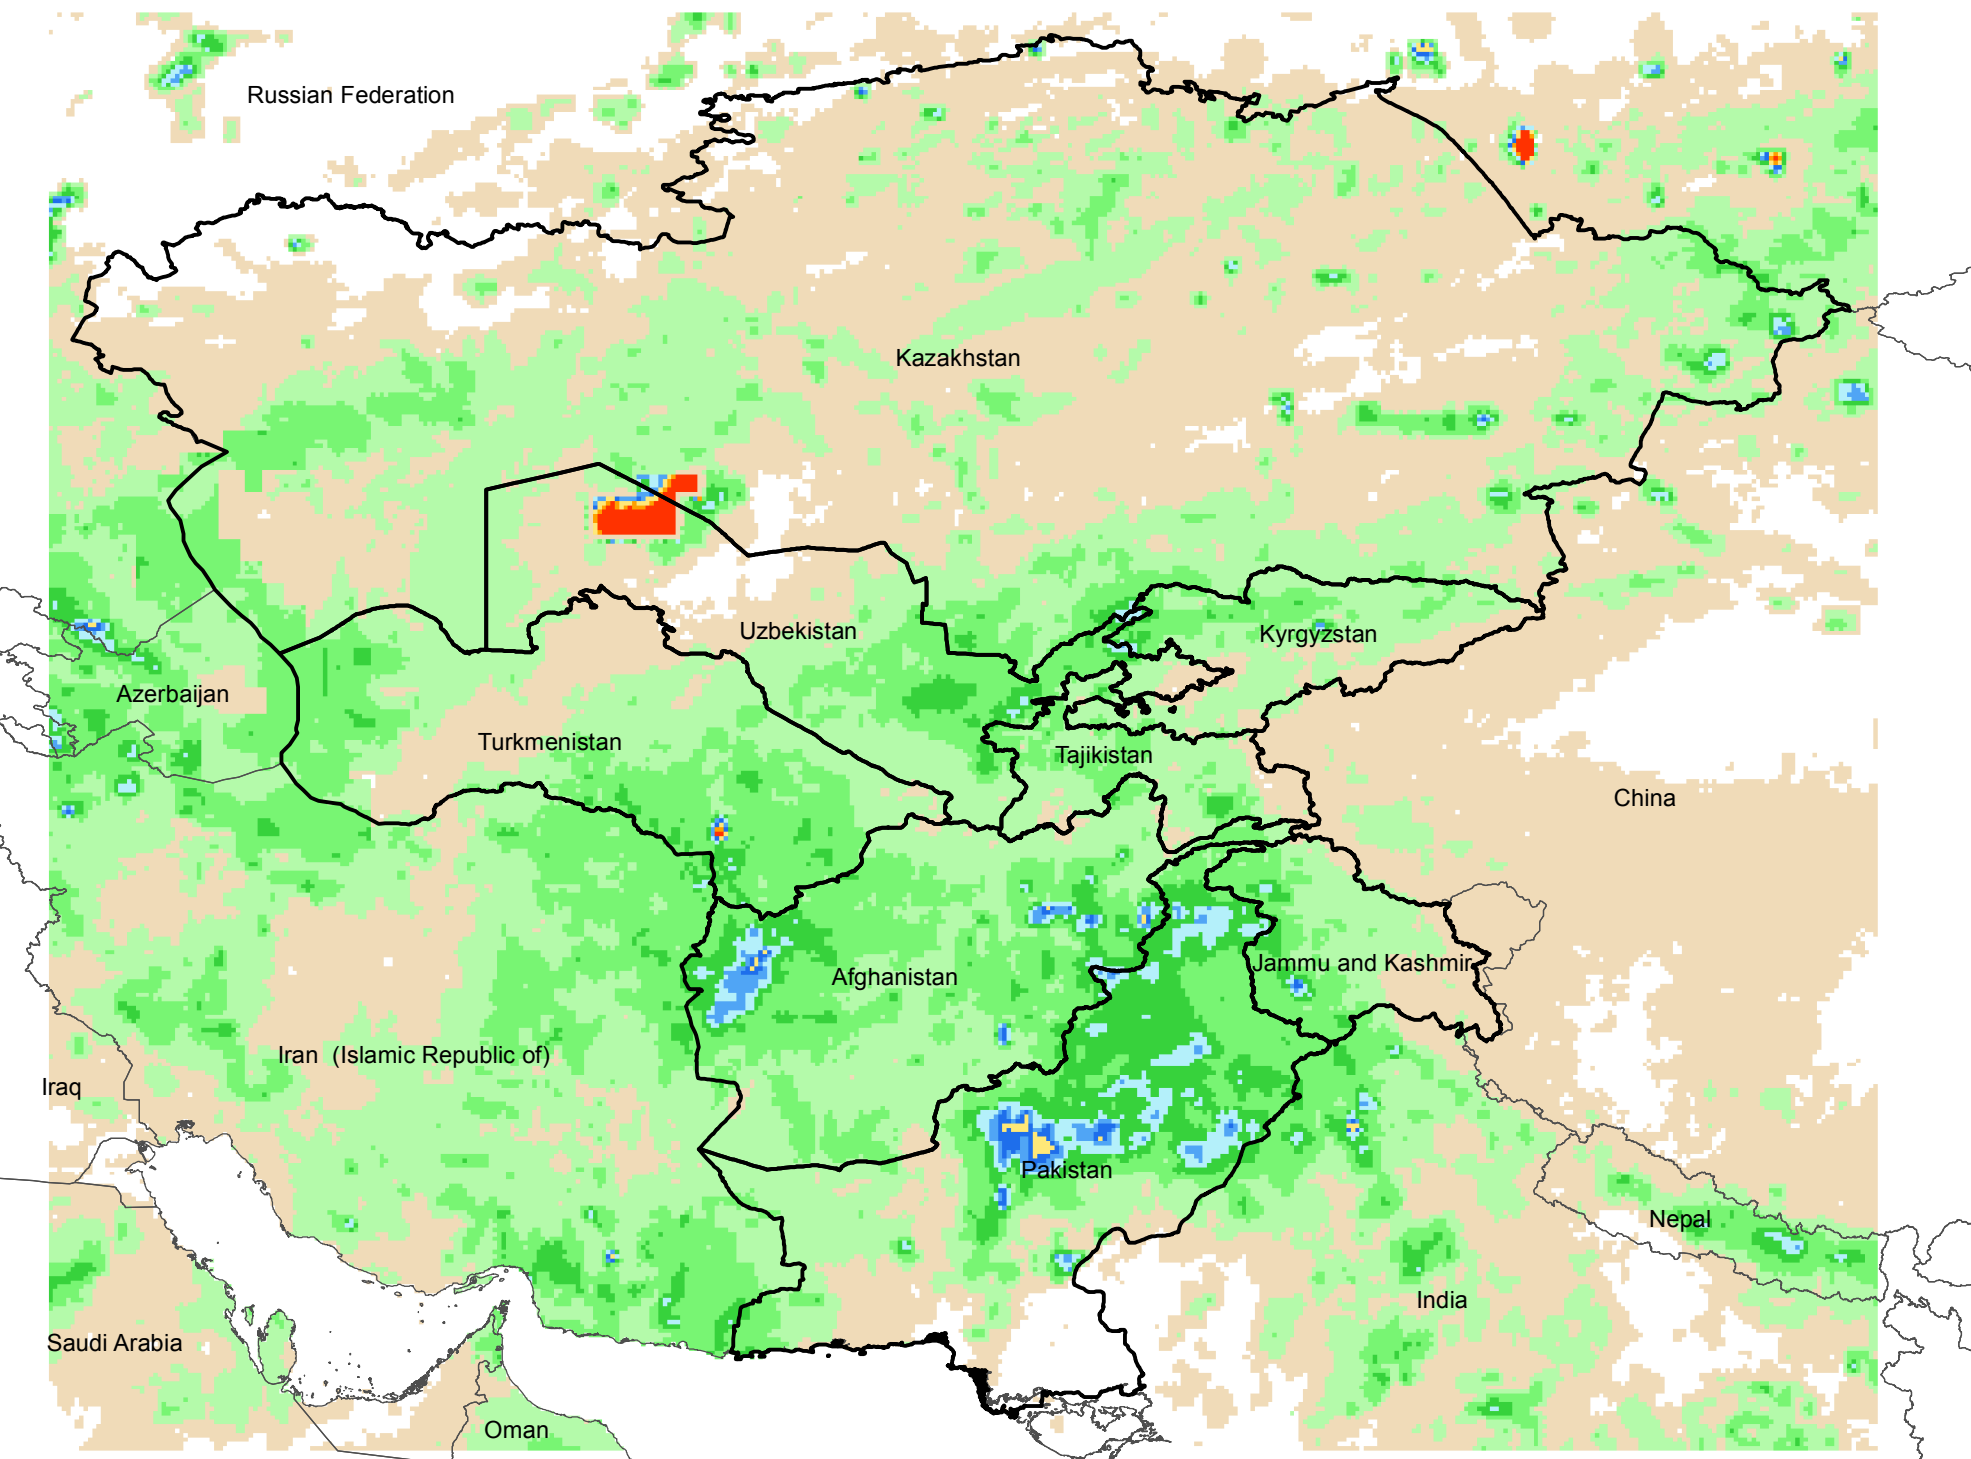 Russian Federation
Kazakhstan
Uzbekistan
Kyrgyzstan
Azerbaijan
Turkmenistan
Tajikistan
China
Jammu and Kashmir
Afghanistan
Iran (Islamic Republic of)
Iraq
Pakistan
Nepal
India
Saudi Arabia
Oman